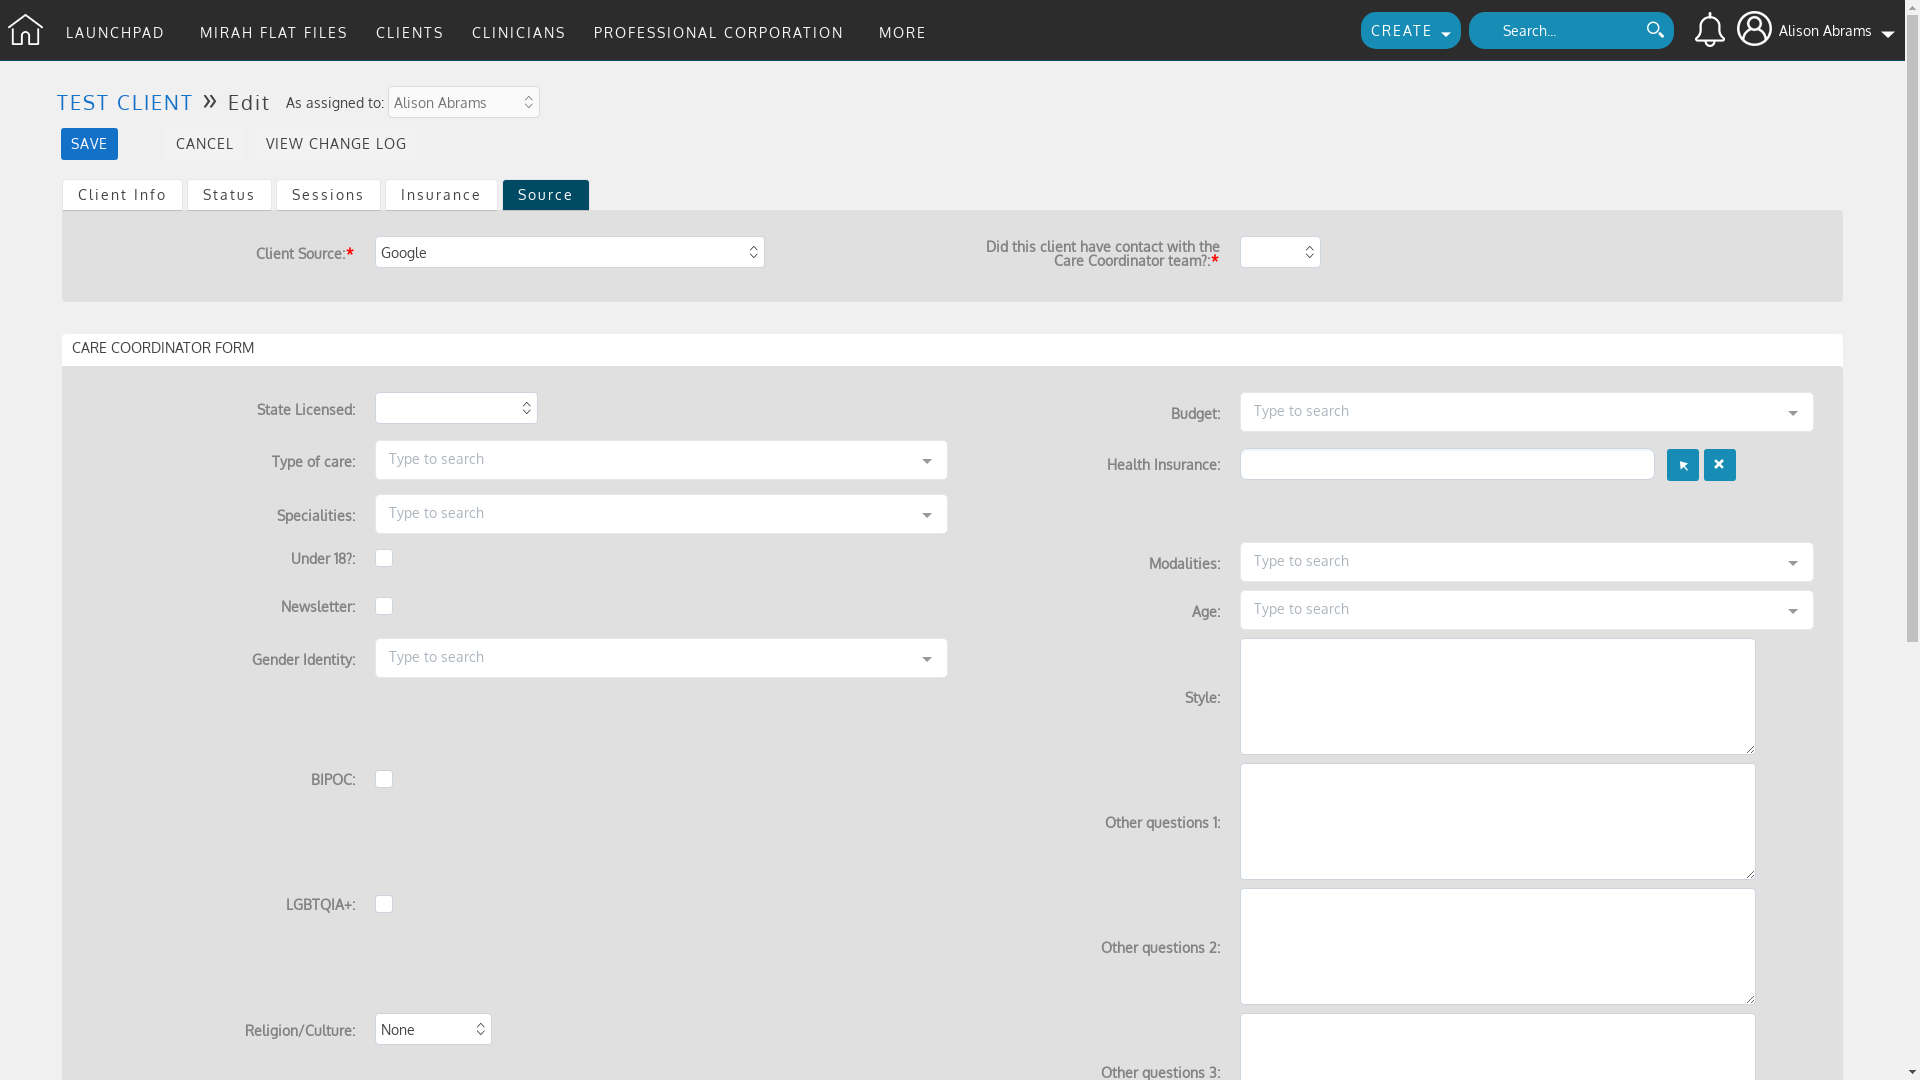 LAUNCHPAD MIRAH FLAT FILES CLIENTS CLINICIANS PROFESSIONAL CORPORATION MORE CREATE Search... Alison Abrams
TEST CLIENT » Edit As assigned to: Alison Abrams
SAVE CANCEL VIEW CHANGE LOG
Client Info Status Sessions Insurance Source
Client Source:* Google
Did this client have contact with the
Care Coordinator team?:*
CARE COORDINATOR FORM
State Licensed:
Budget: Type to search
Type of care: Type to search
Health Insurance:
Specialities: Type to search
Under 18?:
Modalities: Type to search
Newsletter:
Age: Type to search
Gender Identity: Type to search
Style:
BIPOC:
Other questions 1:
LGBTQIA+:
Other questions 2:
Religion/Culture: None
Other questions 3: